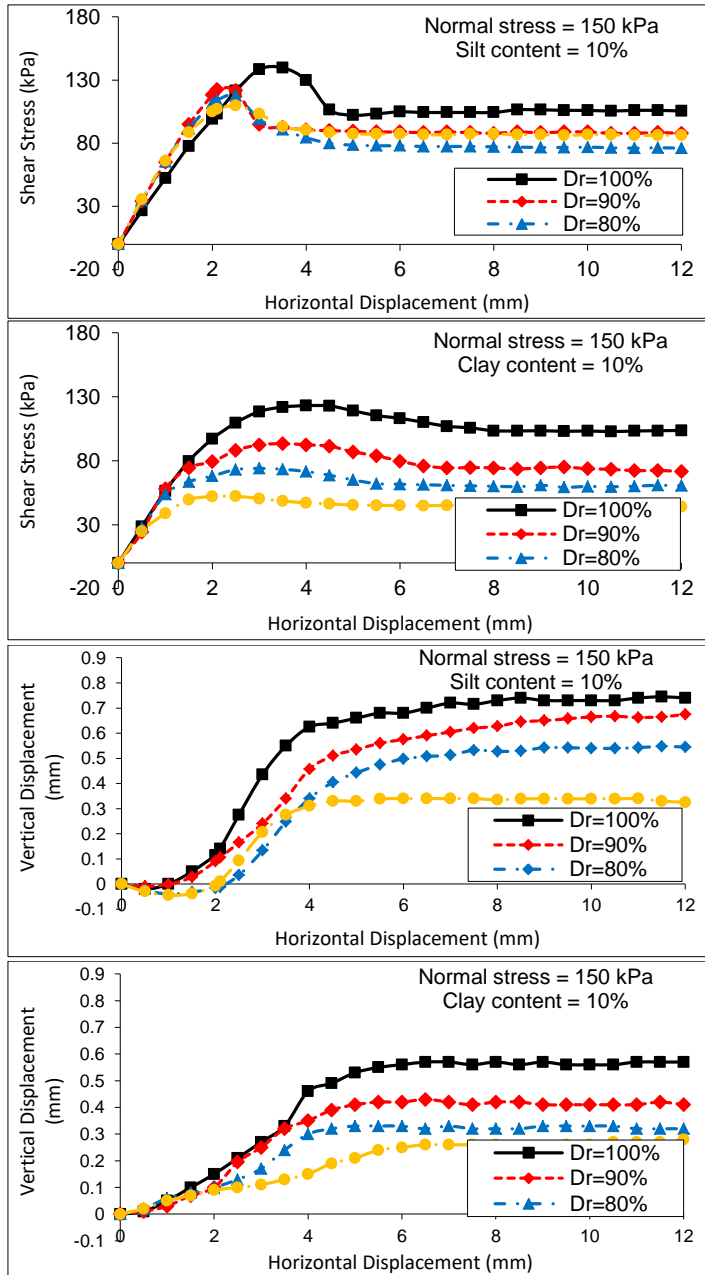 Normal stress = 150 kPa
Silt content = 10%
Shear Stress (kPa)
180
130
80
30
-20
Dr=100%
Dr=90%
Dr=80%
0 2 4 6 8 10 12
Horizontal Displacement (mm)
Normal stress = 150 kPa
Clay content = 10%
Shear Stress (kPa)
180
130
80
30
-20
Dr=100%
Dr=90%
Dr=80%
0 2 4 6 8 10 12
Horizontal Displacement (mm)
Normal stress = 150 kPa
Silt content = 10%
Vertical Displacement
(mm)
0.9
0.8
0.7
0.6
0.5
0.4
0.3
0.2
0.1
0
-0.1
Dr=100%
Dr=90%
Dr=80%
0 2 4 6 8 10 12
Horizontal Displacement (mm)
Normal stress = 150 kPa
Clay content = 10%
Vertical Displacement
(mm)
0.9
0.8
0.7
0.6
0.5
0.4
0.3
0.2
0.1
0
-0.1
Dr=100%
Dr=90%
Dr=80%
0 2 4 6 8 10 12
Horizontal Displacement (mm)